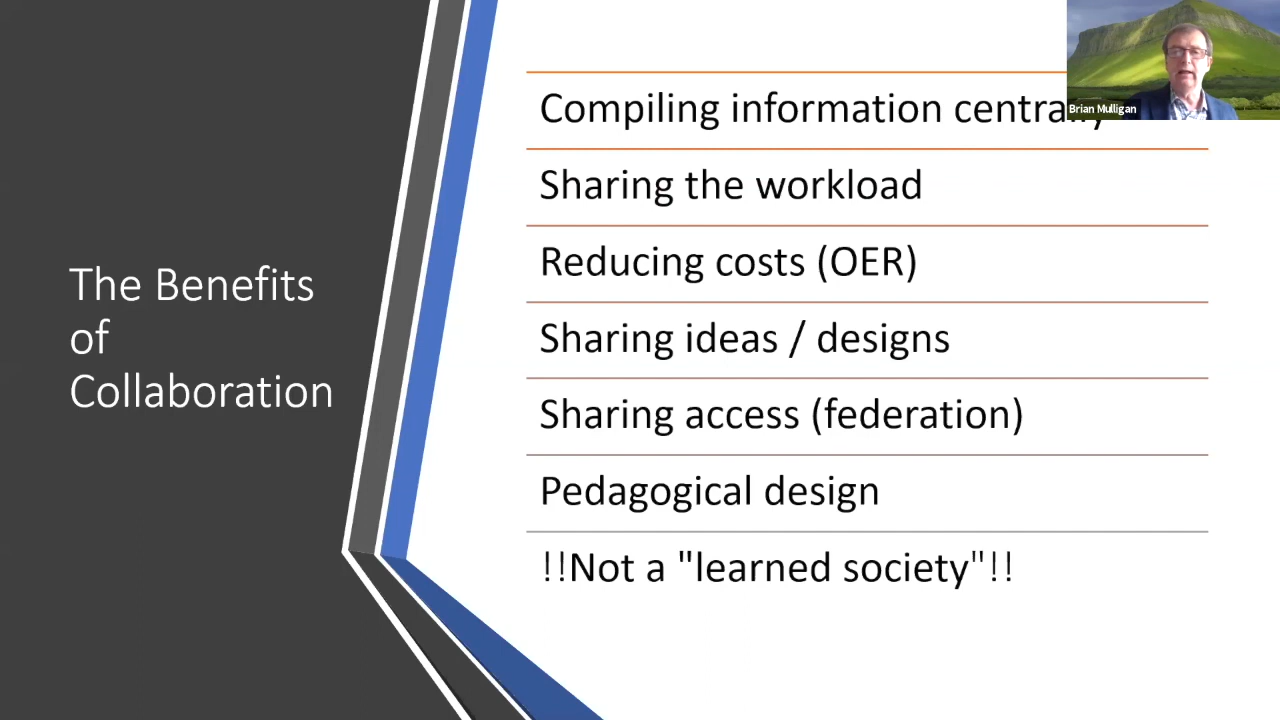 The Benefits
of
Collaboration
Compiling information centrally
Sharing the workload
Reducing costs (OER)
Sharing ideas / designs
Sharing access (federation)
Pedagogical design
!!Not a "learned society"!!
Brian Mulligan